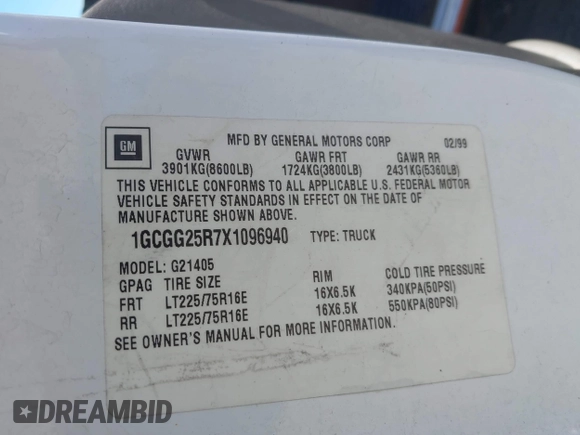 GM
MFD BY GENERAL MOTORS CORP 02/99
GVWR GAWR FRT GAWR RR
3901KG(8600LB) 1724KG(3800LB) 2431KG(5360LB)
THIS VEHICLE CONFORMS TO ALL APPLICABLE U.S. FEDERAL MOTOR
VEHICLE SAFETY STANDARDS IN EFFECT ON THE DATE OF
MANUFACTURE SHOWN ABOVE.
1GCGG25R7X1096940 TYPE: TRUCK
MODEL: G21405
GPAG TIRE SIZE RIM COLD TIRE PRESSURE
FRT LT225/75R16E 16X6.5K 340KPA(50PSI)
RR LT225/75R16E 16X6.5K 550KPA(80PSI)
SEE OWNER'S MANUAL FOR MORE INFORMATION.
DREAMBID